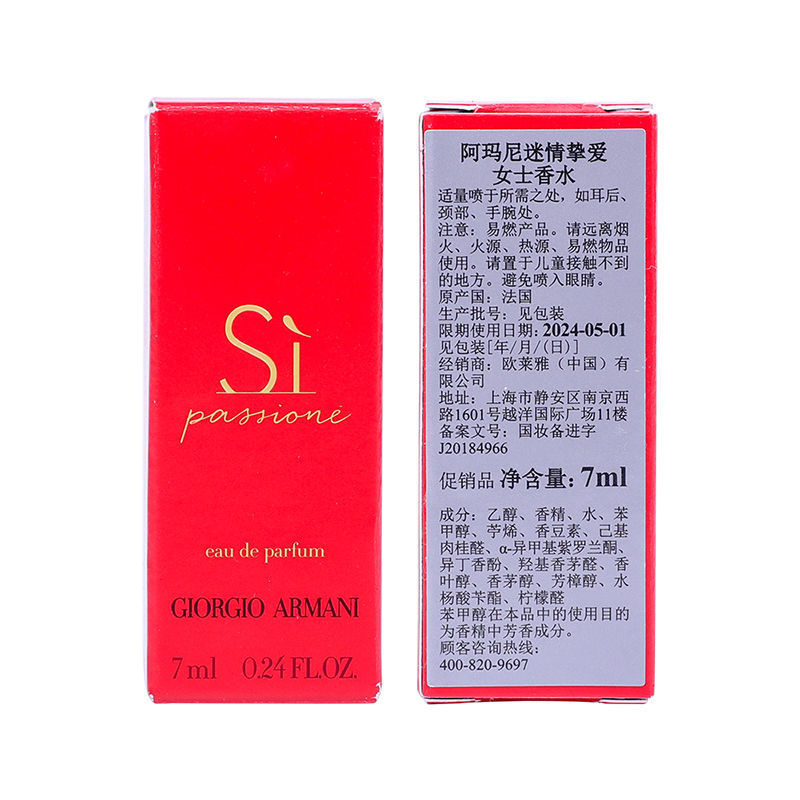 Sì
passione
eau de parfum
GIORGIO ARMANI
7 ml 0.24 FL.OZ.
阿玛尼迷情挚爱
女士香水
适量喷于所需之处，如耳后、
颈部、手腕处。
注意：易燃产品。请远离烟
火、火源、热源、易燃物品
使用。请置于儿童接触不到
的地方。避免喷入眼睛。
原产国：法国
生产批号：见包装
限期使用日期：2024-05-01
见包装[年/月/(日)]
经销商：欧莱雅（中国）有
限公司
地址：上海市静安区南京西
路1601号越洋国际广场11楼
备案文号：国妆备进字
J20184966
促销品 净含量：7ml
成分：乙醇、香精、水、苯
甲醇、苧烯、香豆素、己基
肉桂醛、α-异甲基紫罗兰酮、
异丁香酚、羟基香茅醛、香
叶醇、香茅醇、芳樟醇、水
杨酸苄酯、柠檬醛
苯甲醇在本品中的使用目的
为香精中芳香成分。
顾客咨询热线：
400-820-9697